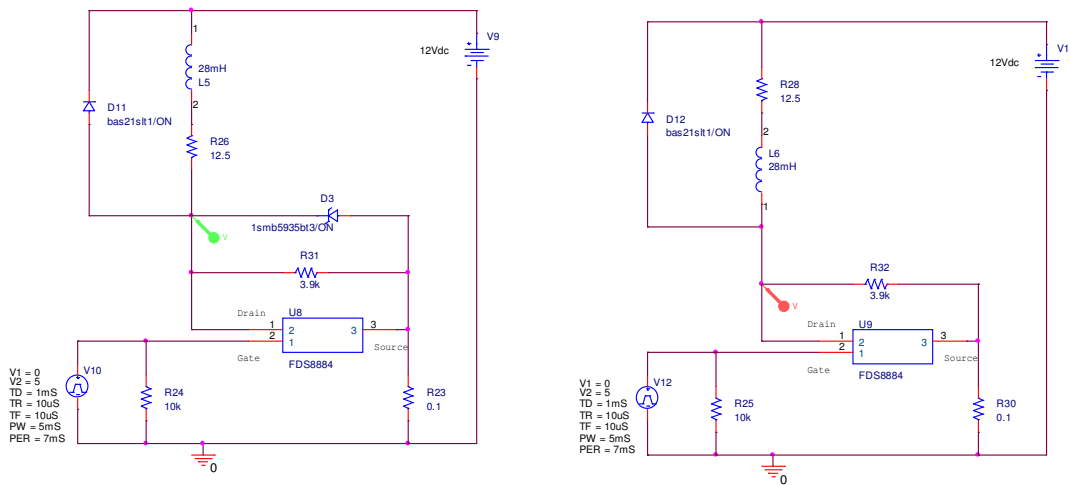 1
V9
12Vdc
28mH
L5
2
D11
bas21slt1/ON
R26
12.5
D3
1smb5935bt3/ON
V
R31
3.9k
Drain
U8
1
2
3
3
2
1
Source
Gate
FDS8884
V10
V1 = 0
V2 = 5
TD = 1mS
TR = 10uS
TF = 10uS
PW = 5mS
PER = 7mS
R24
10k
R23
0.1
0
V1
12Vdc
R28
12.5
D12
bas21slt1/ON
2
L6
28mH
1
R32
3.9k
V
Drain
U9
1
2
3
3
2
1
Source
Gate
FDS8884
V12
V1 = 0
V2 = 5
TD = 1mS
TR = 10uS
TF = 10uS
PW = 5mS
PER = 7mS
R25
10k
R30
0.1
0